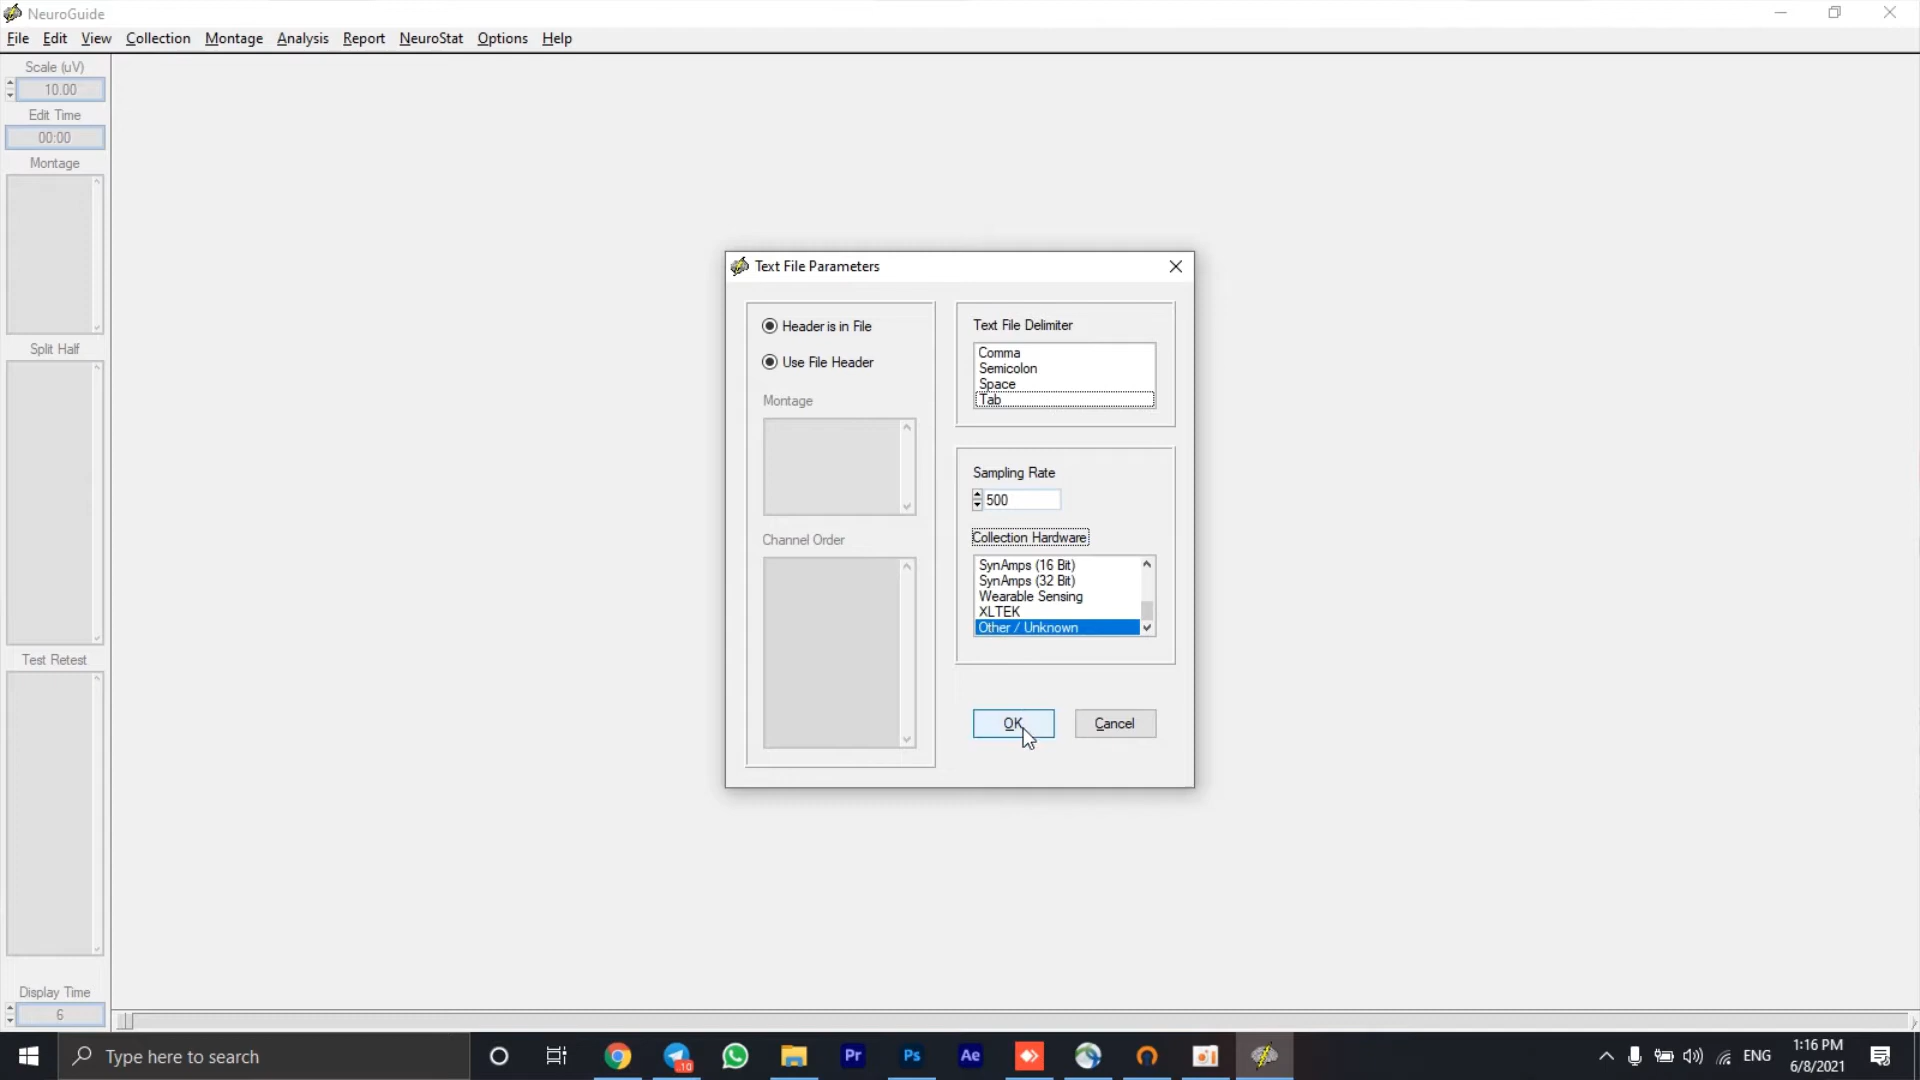 NeuroGuide
File Edit View Collection Montage Analysis Report NeuroStat Options Help
Scale (uV)
10.00
Edit Time
00:00
Montage
Split Half
Test Retest
Display Time
6
Text File Parameters
Header is in File
Use File Header
Montage
Channel Order
Text File Delimiter
Comma
Semicolon
Space
Tab
Sampling Rate
500
Collection Hardware
SynAmps (16 Bit)
SynAmps (32 Bit)
Wearable Sensing
XLTEK
Other / Unknown
OK
Cancel
Type here to search
10
Pr
Ps
Ae
ENG
1:16 PM
6/8/2021